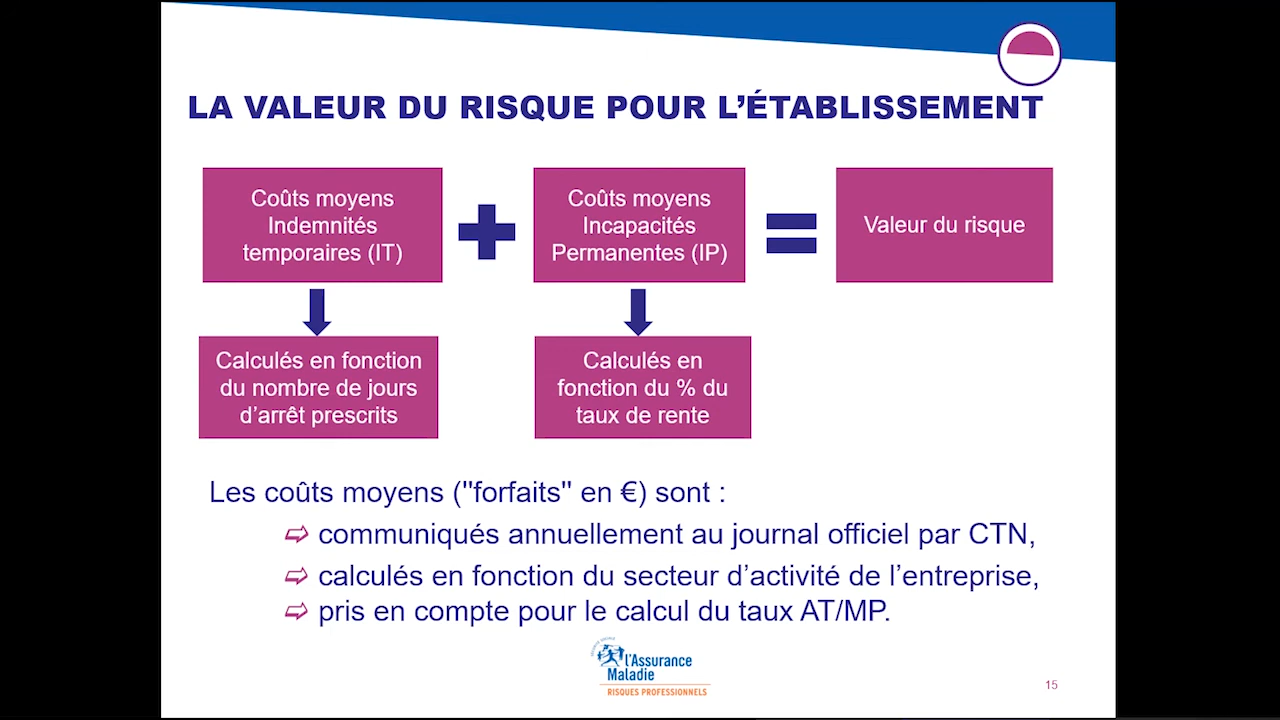 LA VALEUR DU RISQUE POUR L’ÉTABLISSEMENT
Coûts moyens
Indemnités
temporaires (IT)
Coûts moyens
Incapacités
Permanentes (IP)
Valeur du risque
Calculés en fonction
du nombre de jours
d’arrêt prescrits
Calculés en
fonction du % du
taux de rente
Les coûts moyens ("forfaits" en €) sont :
communiqués annuellement au journal officiel par CTN,
calculés en fonction du secteur d’activité de l’entreprise,
pris en compte pour le calcul du taux AT/MP.
l’Assurance
Maladie
RISQUES PROFESSIONNELS
15